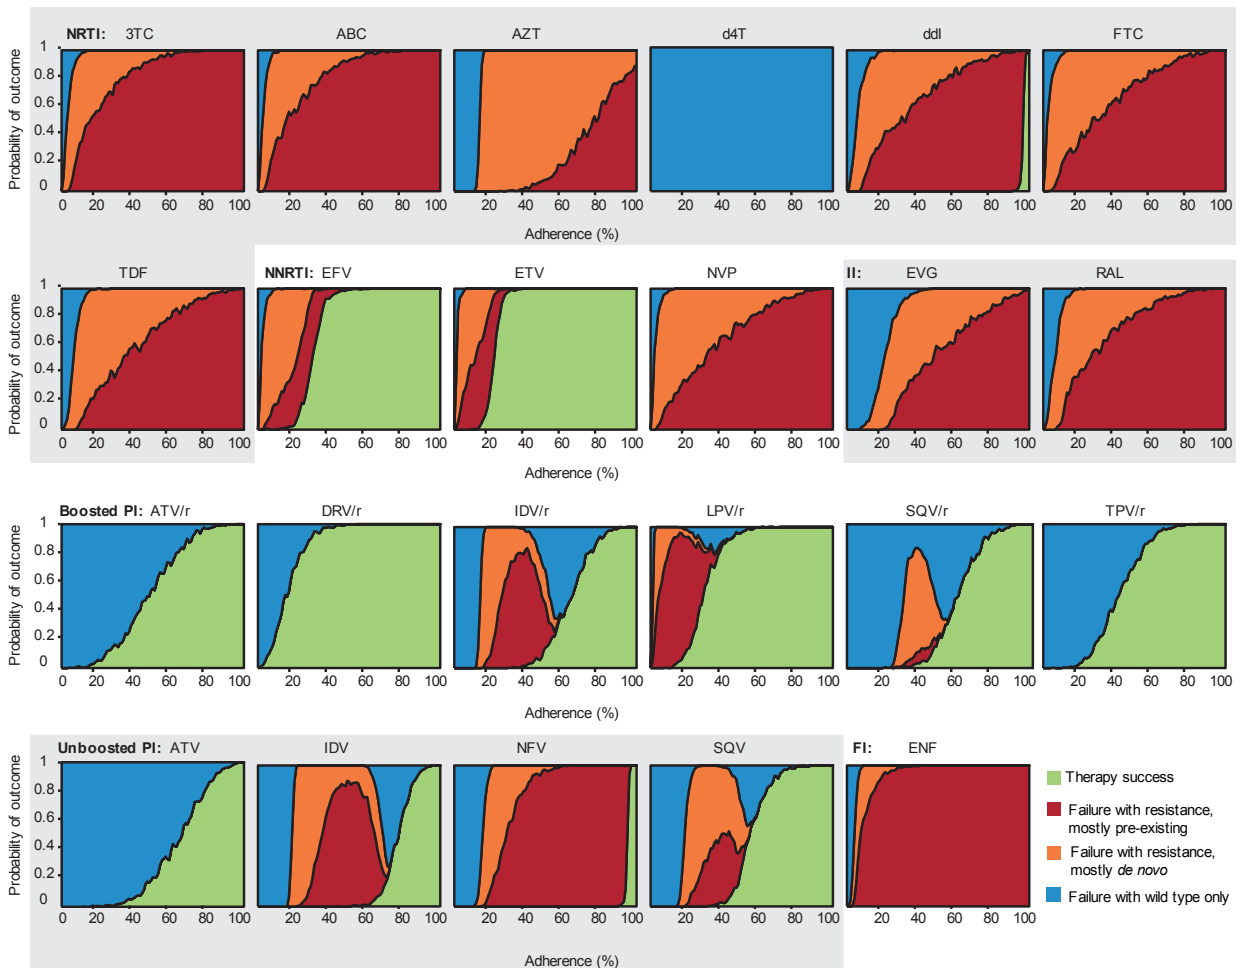 NRTI: 3TC ABC AZT d4T ddI FTC
Probability of outcome
1
0.8
0.6
0.4
0.2
0
0 20 40 60 80 100 20 40 60 80 100 20 40 60 80 100 20 40 60 80 100 20 40 60 80 100 20 40 60 80 100
Adherence (%)
TDF NNRTI: EFV ETV NVP II: EVG RAL
Probability of outcome
1
0.8
0.6
0.4
0.2
0
0 20 40 60 80 100 20 40 60 80 100 20 40 60 80 100 20 40 60 80 100 20 40 60 80 100 20 40 60 80 100
Adherence (%)
Boosted PI: ATV/r DRV/r IDV/r LPV/r SQV/r TPV/r
Probability of outcome
1
0.8
0.6
0.4
0.2
0
0 20 40 60 80 100 20 40 60 80 100 20 40 60 80 100 20 40 60 80 100 20 40 60 80 100 20 40 60 80 100
Adherence (%)
Unboosted PI: ATV IDV NFV SQV FI: ENF
Probability of outcome
1
0.8
0.6
0.4
0.2
0
0 20 40 60 80 100 20 40 60 80 100 20 40 60 80 100 20 40 60 80 100 20 40 60 80 100
Adherence (%)
Therapy success
Failure with resistance,
mostly pre-existing
Failure with resistance,
mostly de novo
Failure with wild type only